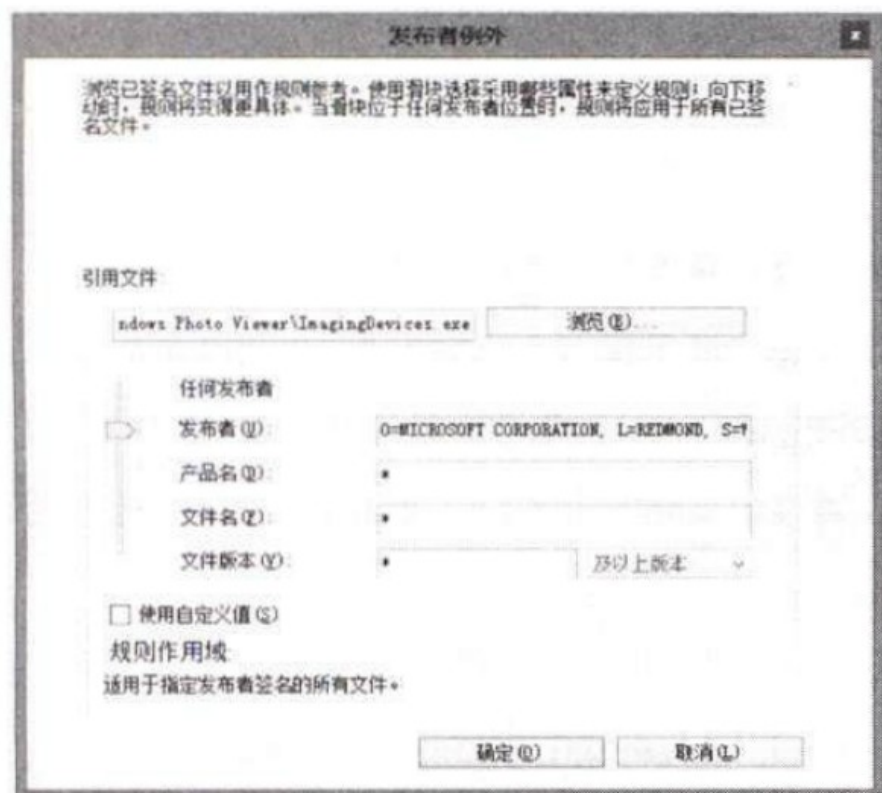 发布者例外
浏览已签名文件以用作规则参考。使用滑块选择采用哪些属性来定义规则；向下移
动时，规则将变得更具体。当滑块位于任何发布者位置时，规则将应用于所有已签
名文件。
引用文件:
ndows Photo Viewer\ImagingDevices.exe 浏览(B)...
任何发布者
发布者(U): O=MICROSOFT CORPORATION, L=REDMOND, S=
产品名(D): *
文件名(F): *
文件版本(V): * 及以上版本
使用自定义值(S)
规则作用域:
适用于指定发布者签名的所有文件。
确定(O) 取消(L)